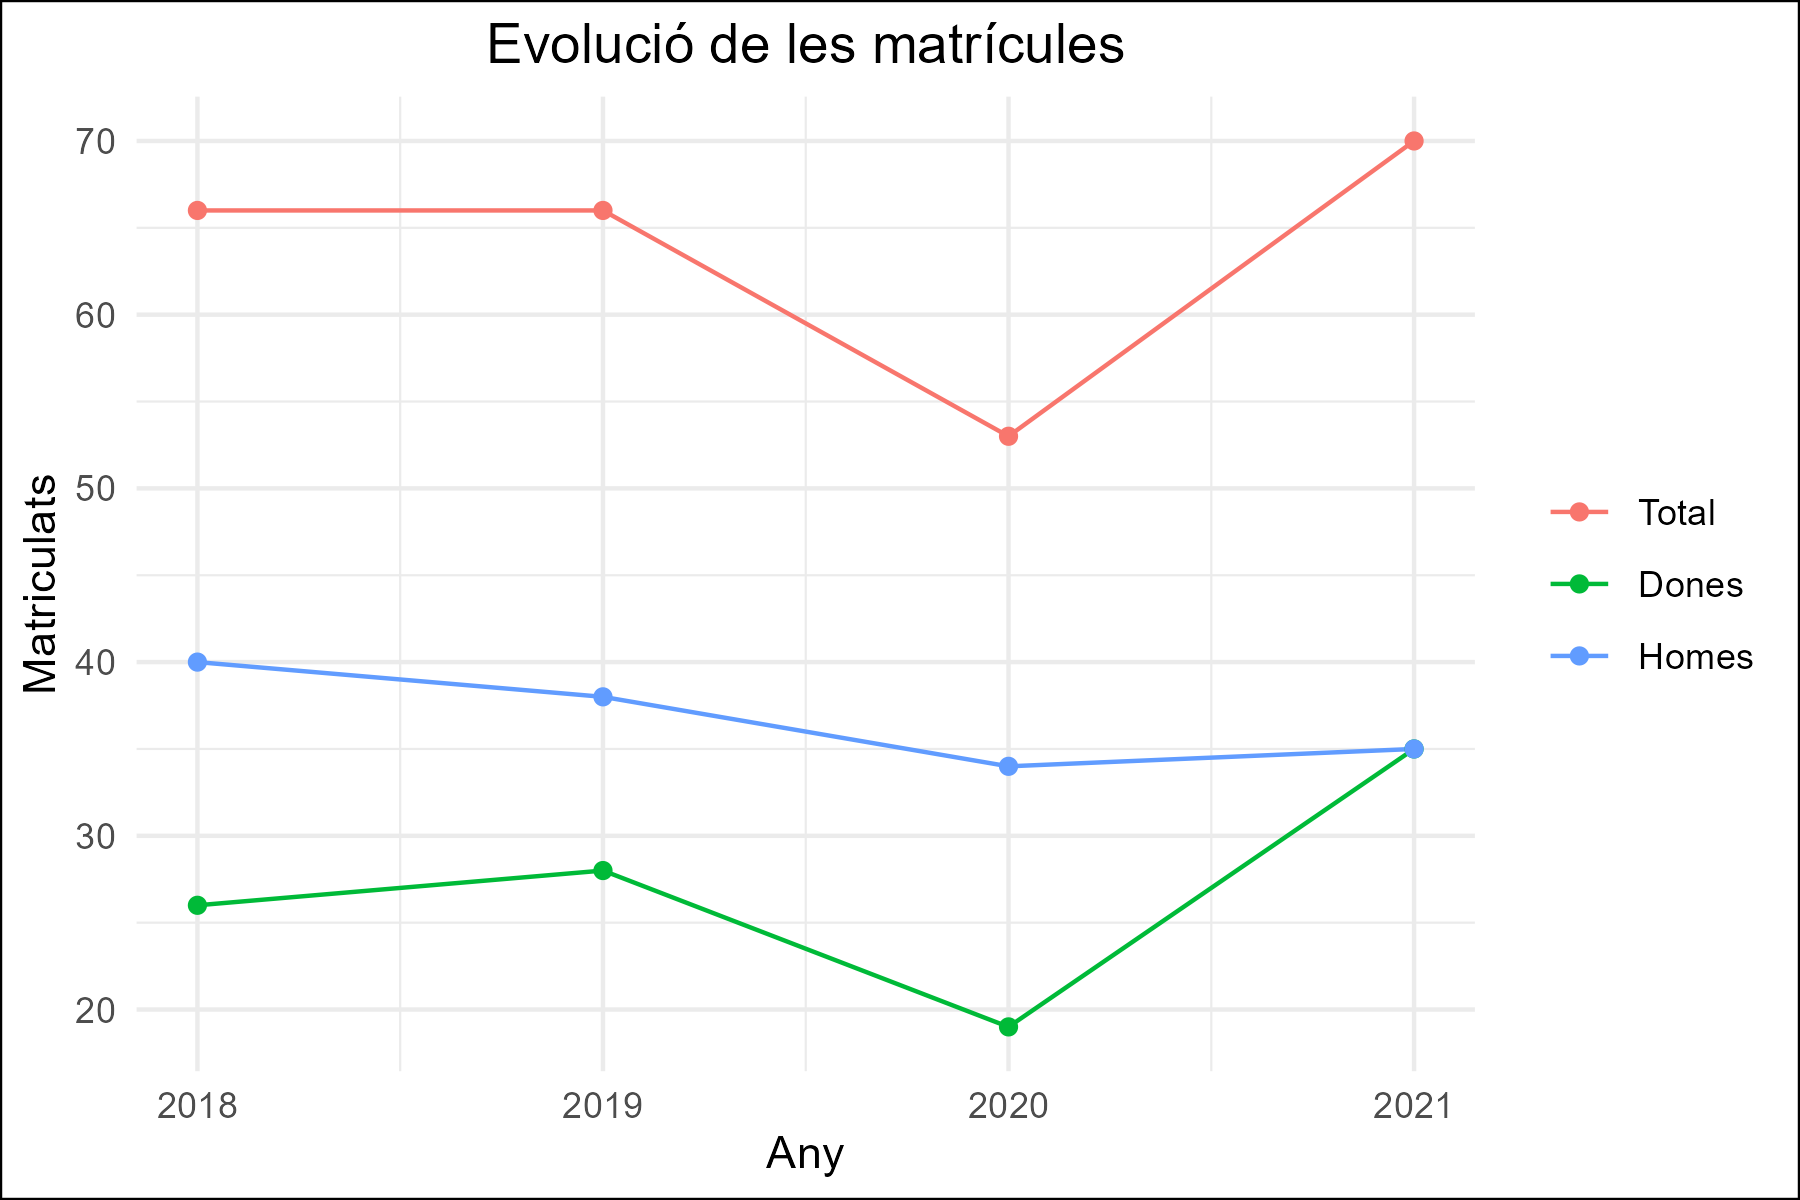 Evolució de les matrícules
70
60
50
40
30
20
Matriculats
2018
2019
2020
2021
Any
Total
Dones
Homes